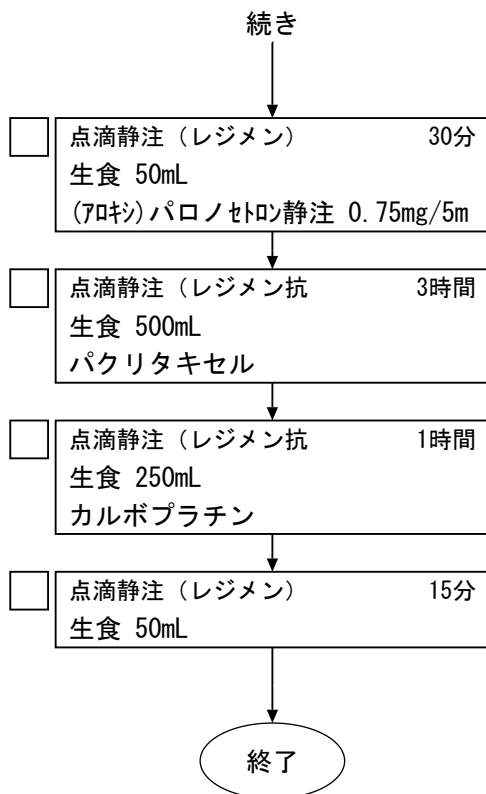 続き
点滴静注（レジメン） 30分
生食 50mL
(ｱﾛｷｼ)パロノｾﾄﾛﾝ静注 0.75mg/5m
点滴静注（レジメン抗 3時間
生食 500mL
パクリタキセル
点滴静注（レジメン抗 1時間
生食 250mL
カルボプラチン
点滴静注（レジメン） 15分
生食 50mL
終了